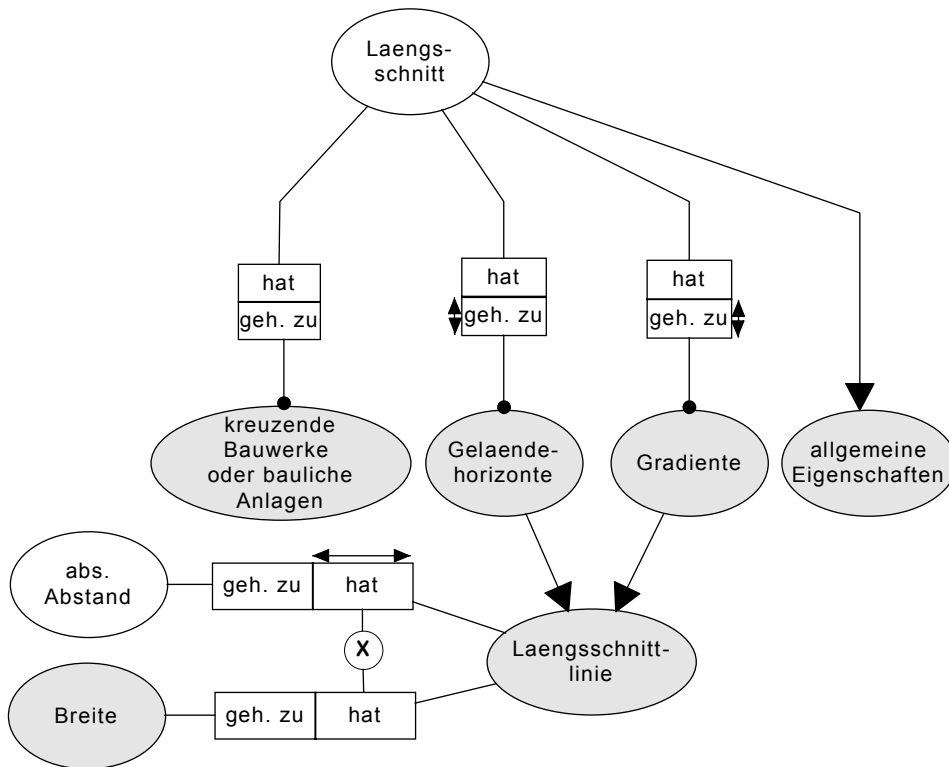 Laengs-
schnitt
hat
geh. zu
hat
geh. zu
hat
geh. zu
kreuzende
Bauwerke
oder bauliche
Anlagen
Gelaende-
horizonte
Gradiente
allgemeine
Eigenschaften
abs.
Abstand
geh. zu
hat
X
Laengsschnitt-
linie
Breite
geh. zu
hat